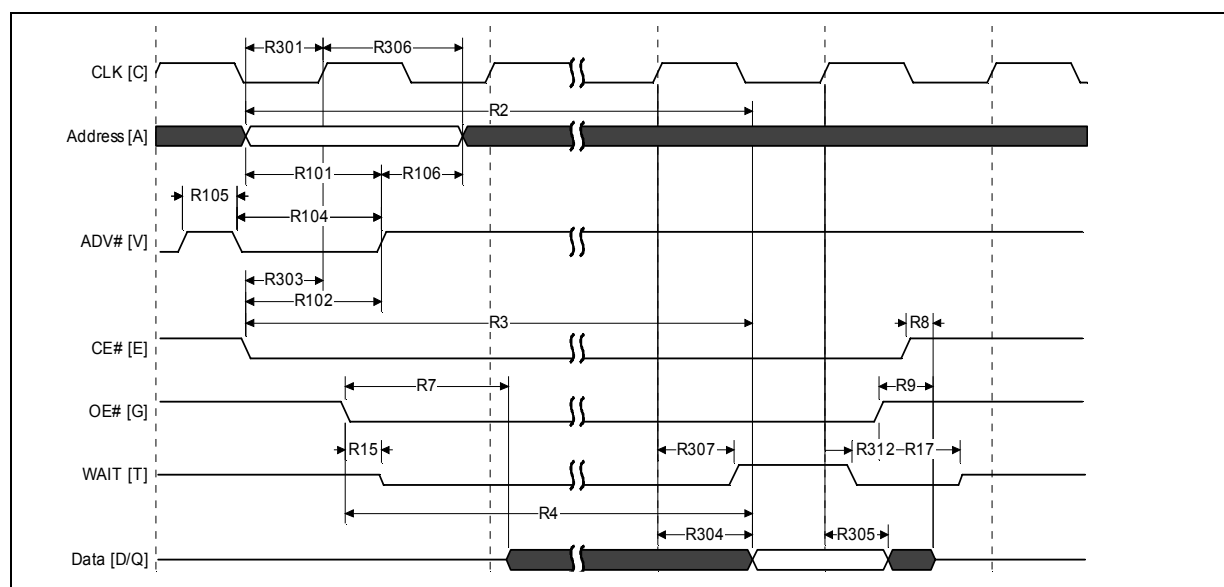 R301 R306
CLK [C]
R2
Address [A]
R101 R106
R105
R104
ADV# [V]
R303
R102
R3 R8
CE# [E]
R7 R9
OE# [G]
R15 R307 R312 R17
WAIT [T]
R4
R304 R305
Data [D/Q]